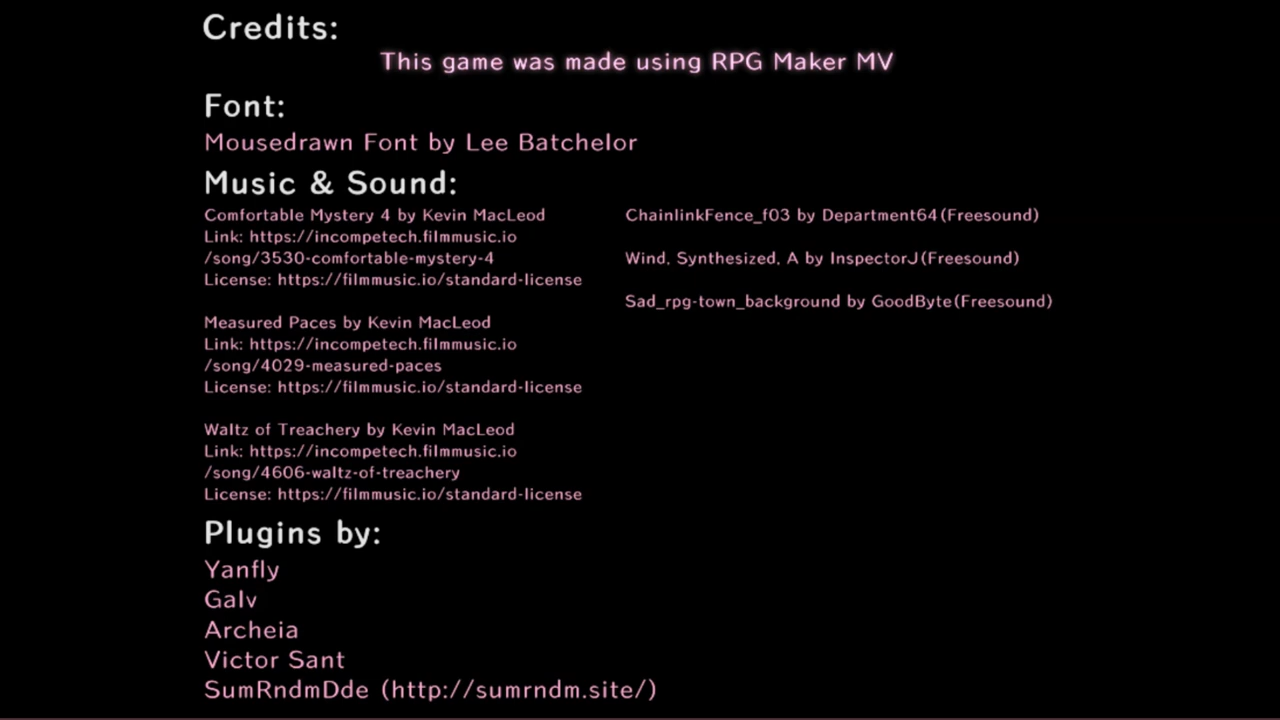 Credits:
This game was made using RPG Maker MV
Font:
Mousedrawn Font by Lee Batchelor
Music & Sound:
Comfortable Mystery 4 by Kevin MacLeod
Link: https://incompetech.filmmusic.io
/song/3530-comfortable-mystery-4
License: https://filmmusic.io/standard-license
Measured Paces by Kevin MacLeod
Link: https://incompetech.filmmusic.io
/song/4029-measured-paces
License: https://filmmusic.io/standard-license
Waltz of Treachery by Kevin MacLeod
Link: https://incompetech.filmmusic.io
/song/4606-waltz-of-treachery
License: https://filmmusic.io/standard-license
ChainlinkFence_f03 by Department64(Freesound)
Wind, Synthesized, A by InspectorJ(Freesound)
Sad_rpg-town_background by GoodByte(Freesound)
Plugins by:
Yanfly
Galv
Archeia
Victor Sant
SumRndmDde (http://sumrndm.site/)